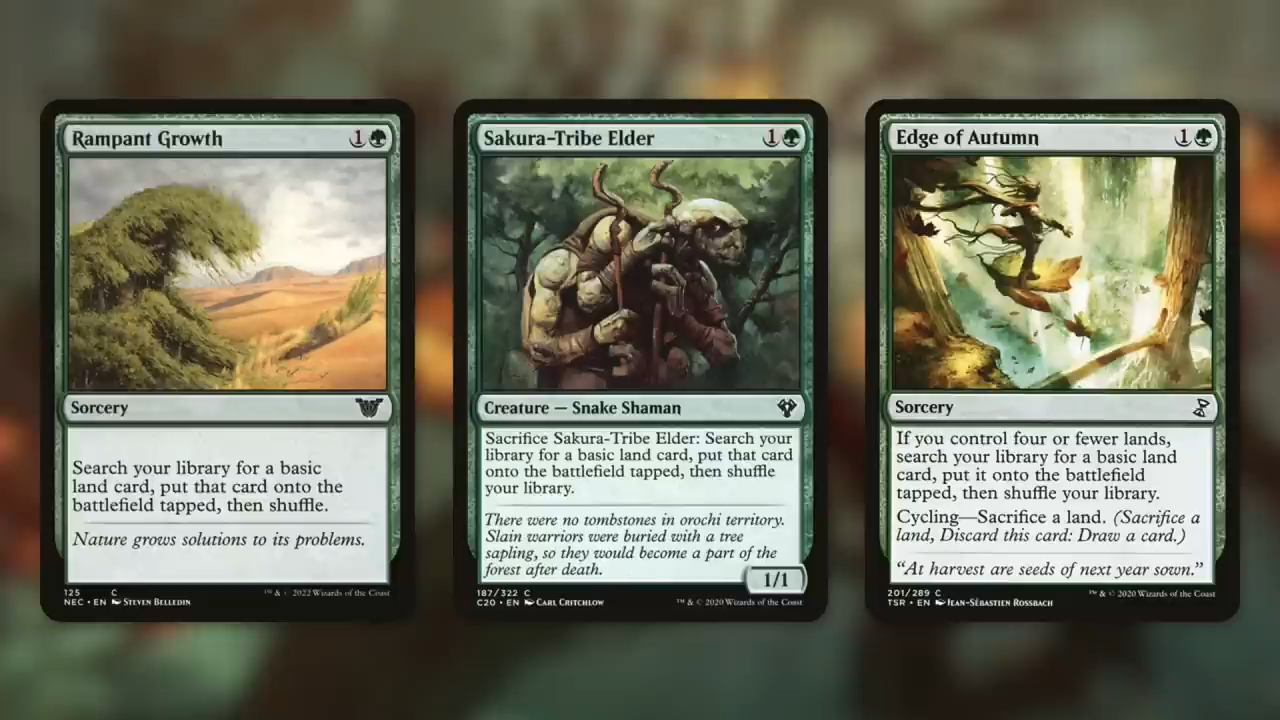 Rampant Growth 1
Sorcery
Search your library for a basic
land card, put that card onto the
battlefield tapped, then shuffle.
Nature grows solutions to its problems.
125 C
NEC • EN Steven Belledin
™ & © 2022 Wizards of the Coast
Sakura-Tribe Elder 1
Creature — Snake Shaman
Sacrifice Sakura-Tribe Elder: Search your
library for a basic land card, put that card
onto the battlefield tapped, then shuffle
your library.
There were no tombstones in orochi territory.
Slain warriors were buried with a tree
sapling, so they would become a part of the
forest after death.
1/1
187/322 C
C20 • EN Carl Critchlow
™ & © 2020 Wizards of the Coast
Edge of Autumn 1
Sorcery
If you control four or fewer lands,
search your library for a basic land
card, put it onto the battlefield
tapped, then shuffle your library.
Cycling—Sacrifice a land. (Sacrifice a
land, Discard this card: Draw a card.)
“At harvest are seeds of next year sown.”
201/289 C
TSR • EN Jean-Sébastien Rossbach
™ & © 2020 Wizards of the Coast